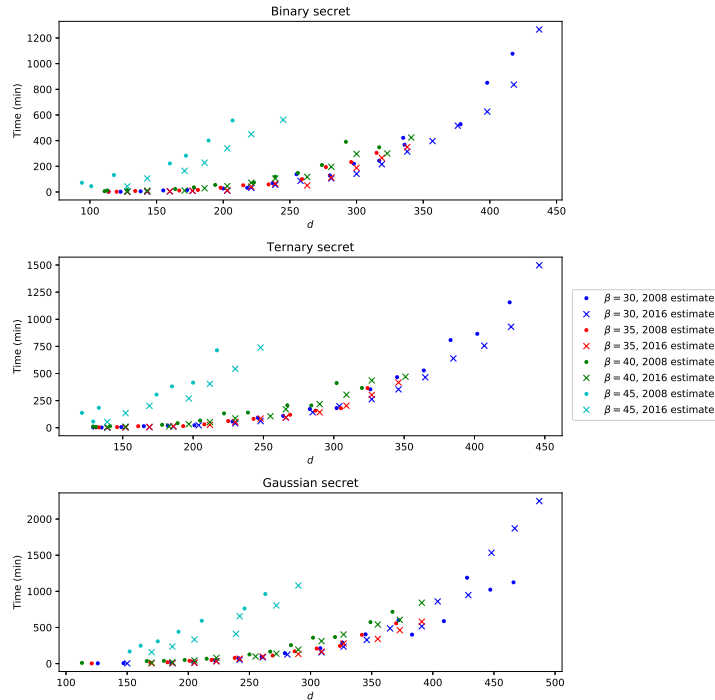 Binary secret
1200
1000
800
600
400
200
0
Time (min)
100 150 200 250 300 350 400 450
d
Ternary secret
1500
1250
1000
750
500
250
0
Time (min)
150 200 250 300 350 400 450
d
β = 30, 2008 estimate
β = 30, 2016 estimate
β = 35, 2008 estimate
β = 35, 2016 estimate
β = 40, 2008 estimate
β = 40, 2016 estimate
β = 45, 2008 estimate
β = 45, 2016 estimate
Gaussian secret
2000
1500
1000
500
0
Time (min)
100 150 200 250 300 350 400 450 500
d